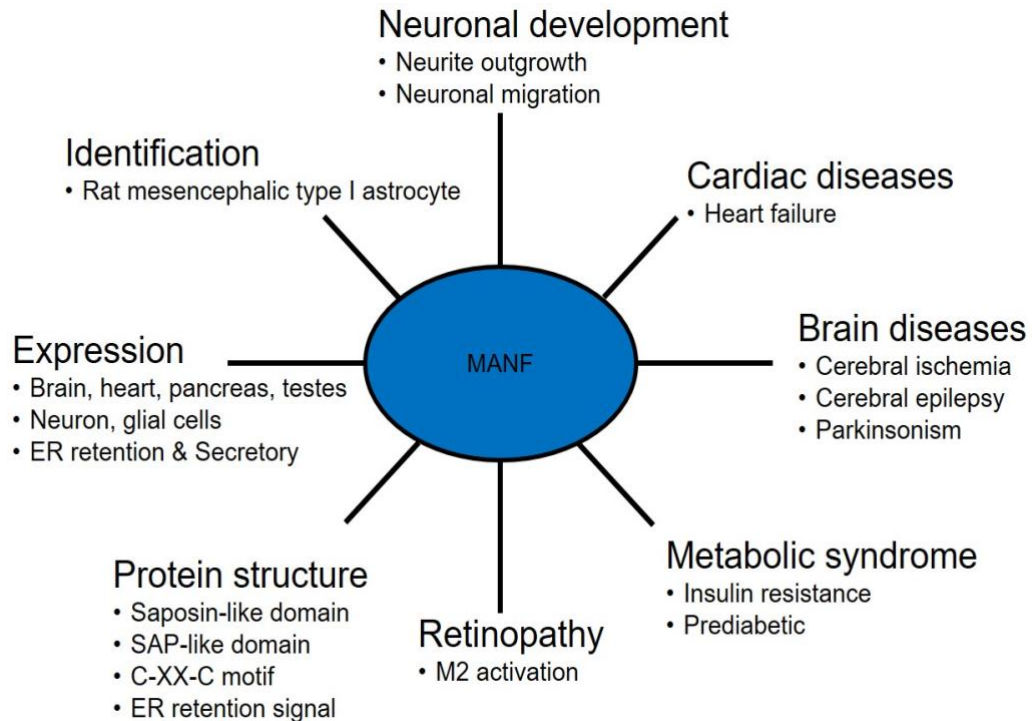 Neuronal development
• Neurite outgrowth
• Neuronal migration
Identification
• Rat mesencephalic type I astrocyte
Cardiac diseases
• Heart failure
Expression
• Brain, heart, pancreas, testes
• Neuron, glial cells
• ER retention & Secretory
MANF
Brain diseases
• Cerebral ischemia
• Cerebral epilepsy
• Parkinsonism
Protein structure
• Saposin-like domain
• SAP-like domain
• C-XX-C motif
• ER retention signal
Retinopathy
• M2 activation
Metabolic syndrome
• Insulin resistance
• Prediabetic